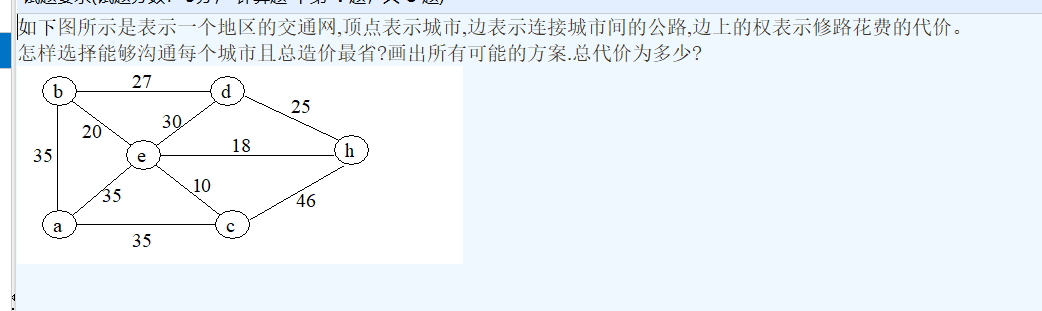 如下图所示是表示一个地区的交通网,顶点表示城市,边表示连接城市间的公路,边上的权表示修路花费的代价。
怎样选择能够沟通每个城市且总造价最省?画出所有可能的方案.总代价为多少?
27
b
d
25
30
20
18
h
35
e
10
35
46
a
c
35